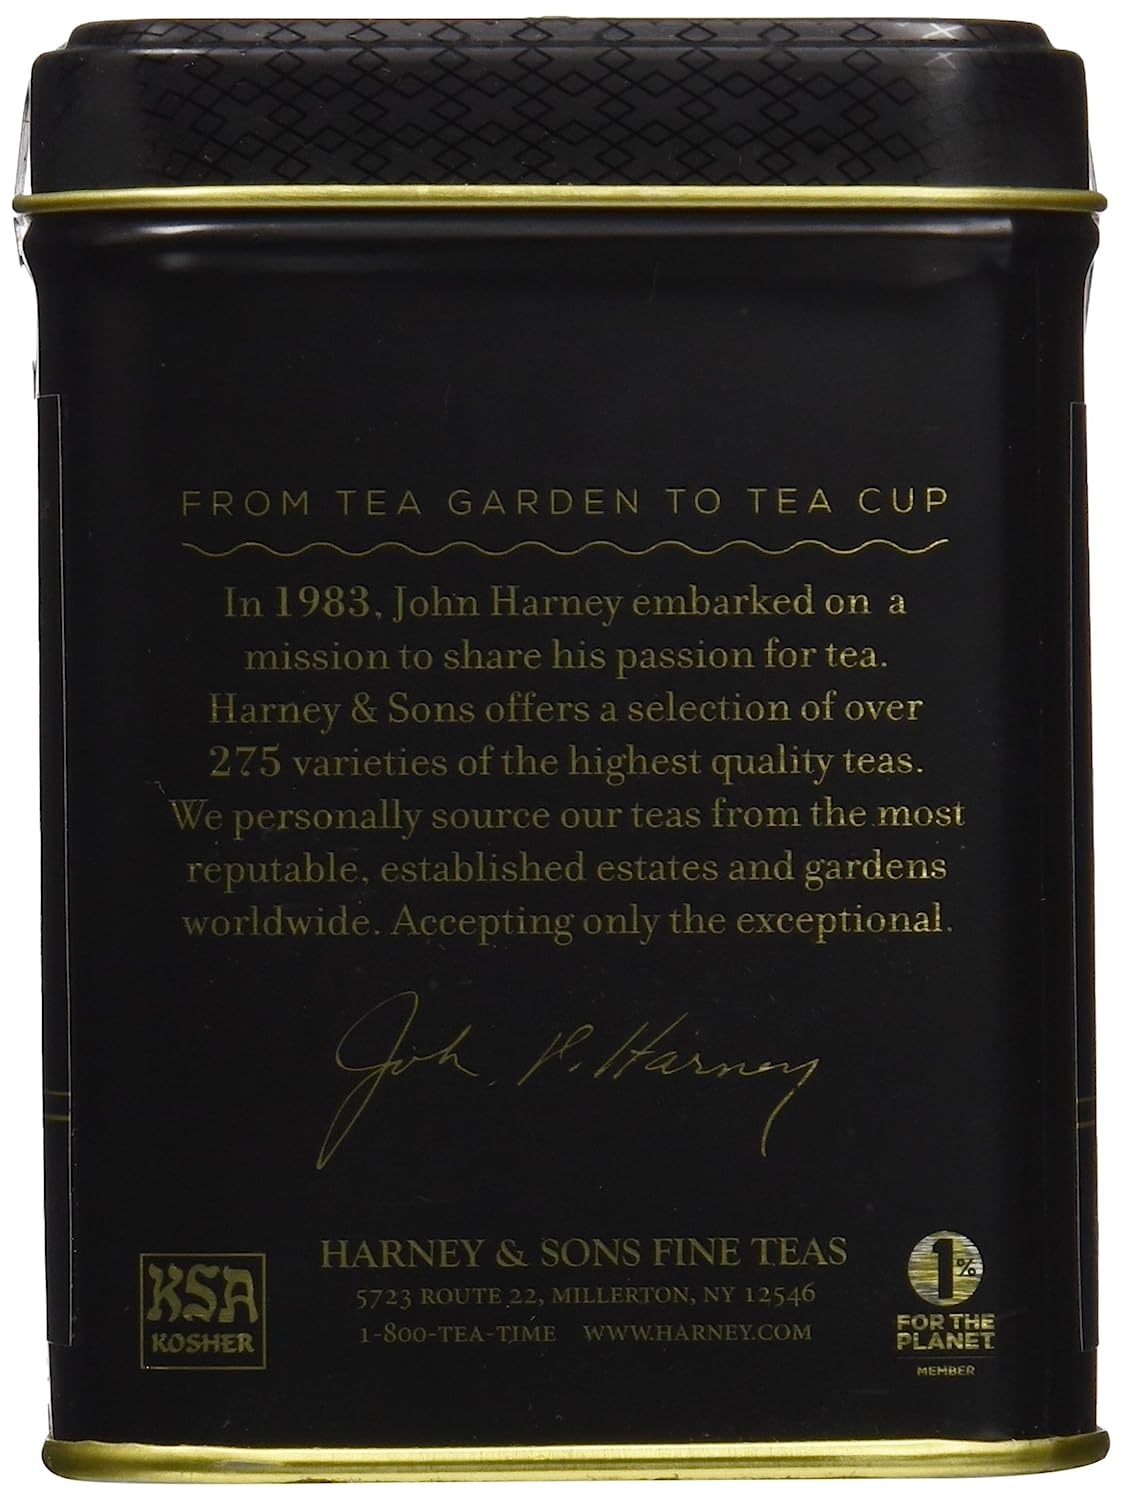 FROM TEA GARDEN TO TEA CUP
In 1983, John Harney embarked on a
mission to share his passion for tea.
Harney & Sons offers a selection of over
275 varieties of the highest quality teas.
We personally source our teas from the most
reputable, established estates and gardens
worldwide. Accepting only the exceptional.
John P. Harney
HARNEY & SONS FINE TEAS
5723 ROUTE 22, MILLERTON, NY 12546
1-800-TEA-TIME WWW.HARNEY.COM
KSA
KOSHER
1%
FOR THE
PLANET
MEMBER